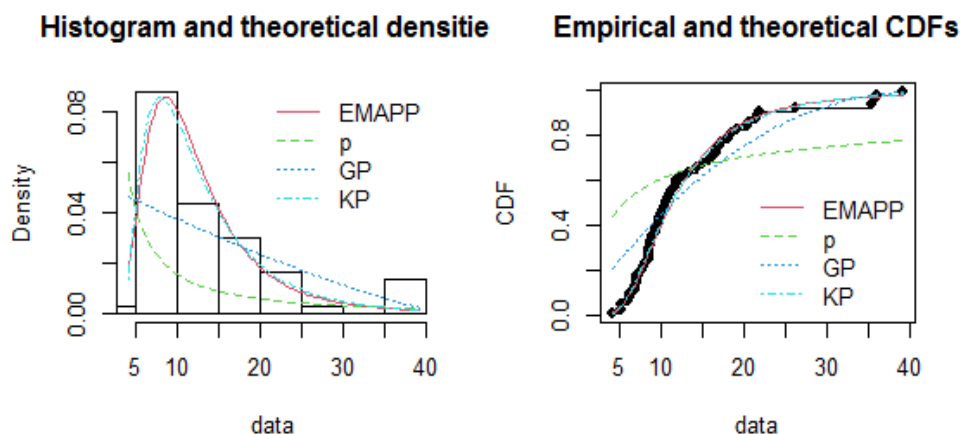 Histogram and theoretical densitie
Density
0.00 0.04 0.08
EMAPP
p
GP
KP
5 10 20 30 40
data
Empirical and theoretical CDFs
CDF
0.0 0.4 0.8
EMAPP
p
GP
KP
5 10 20 30 40
data